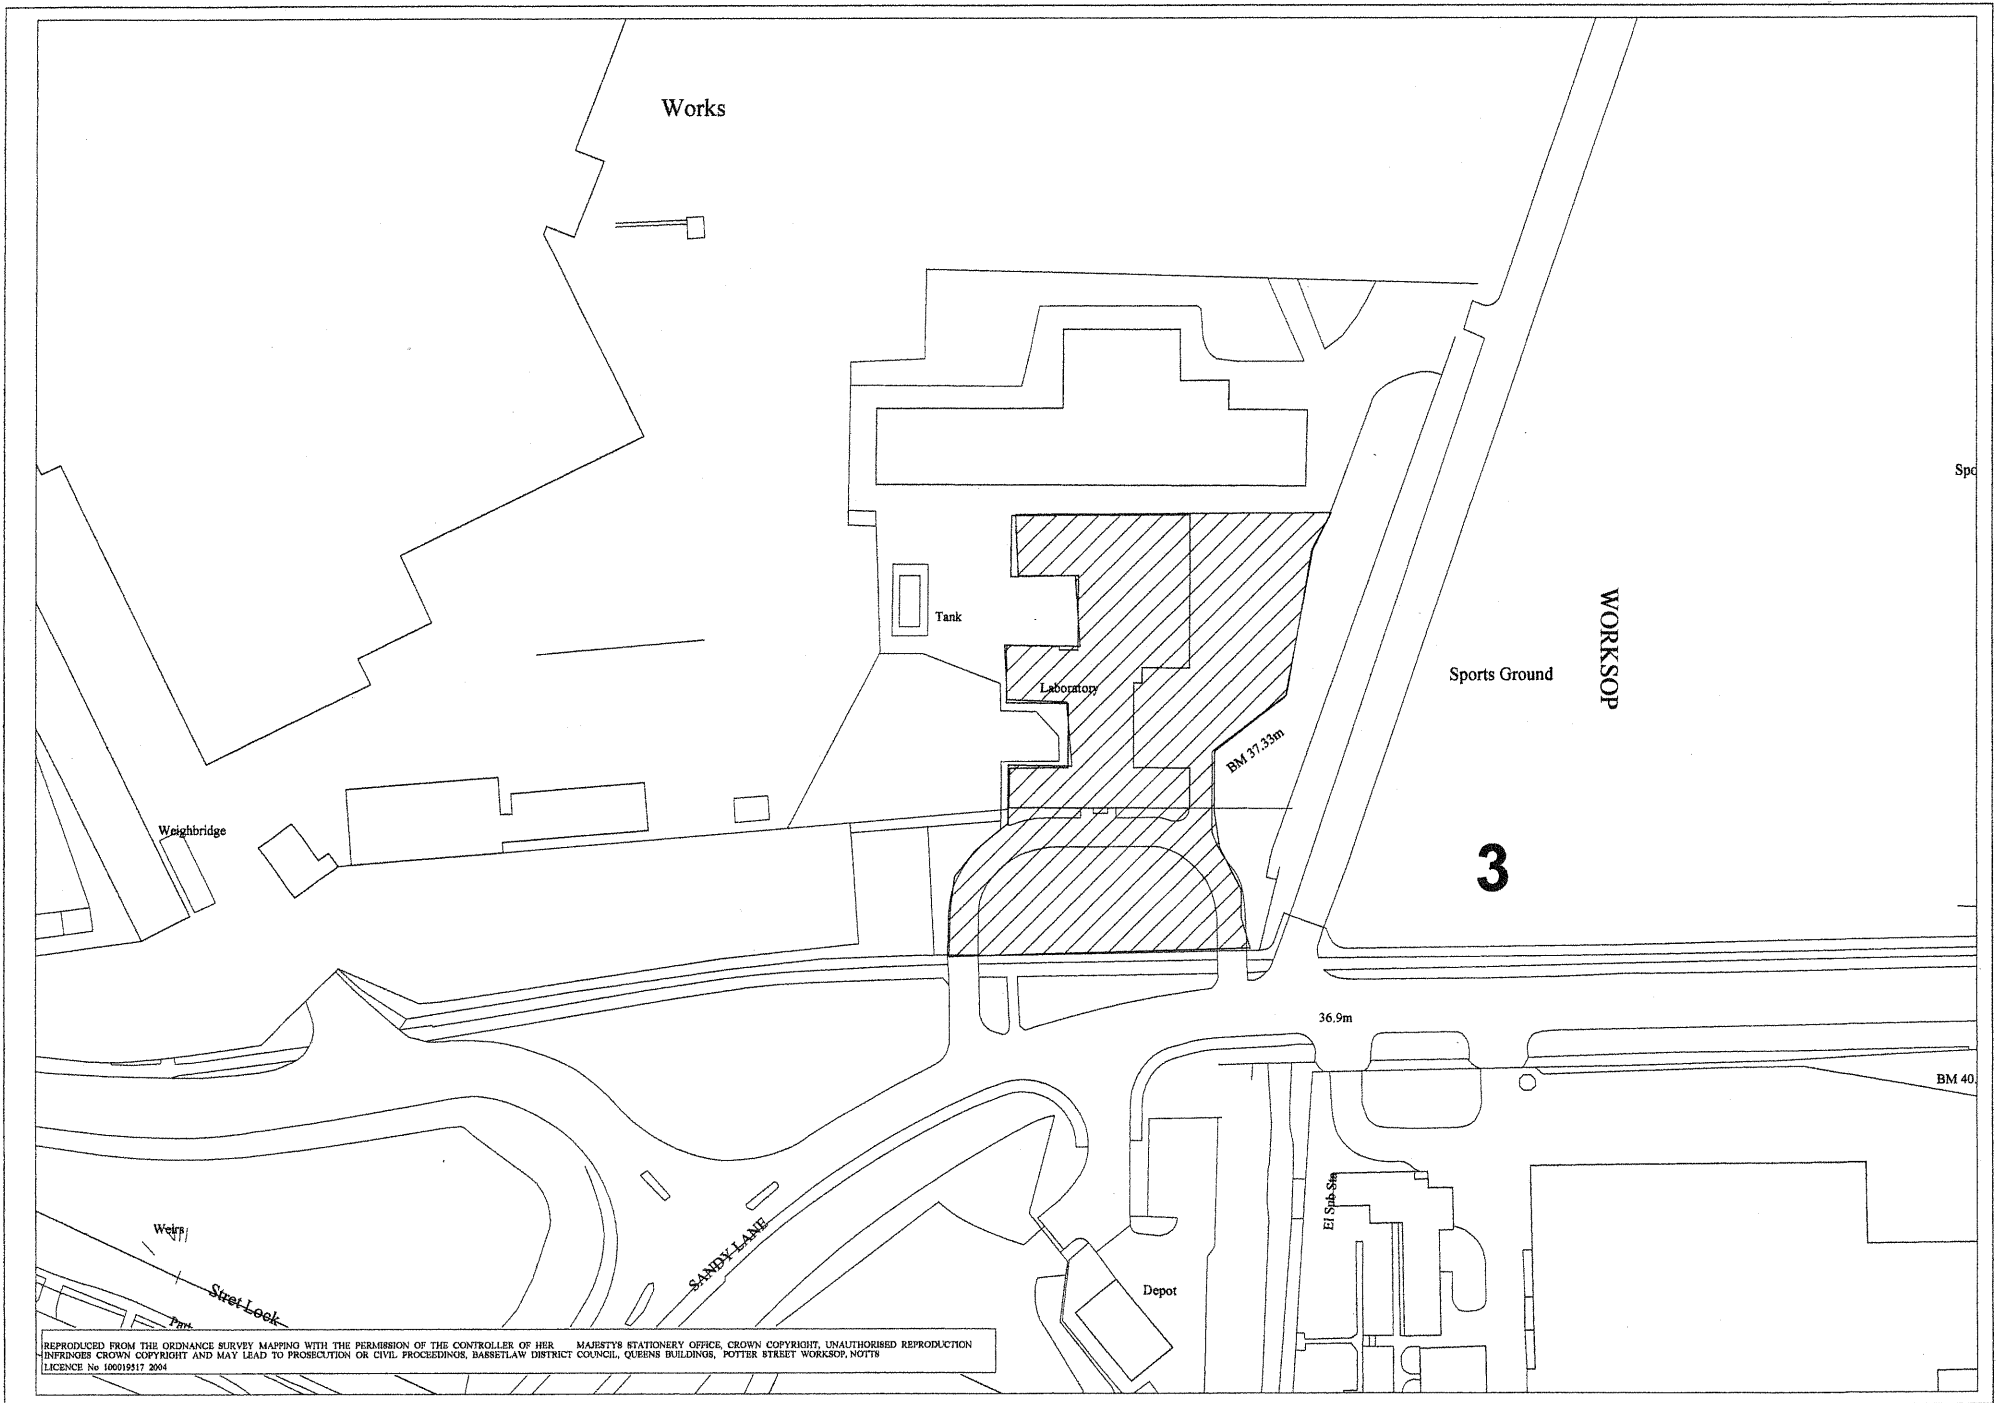 Works
Spo
Tank
WORKSOP
Sports Ground
Laboratory
BM 37.33m
Weighbridge
3
36.9m
BM 40.
El Sub Sta
Weirs
SANDY LANE
Stret Lock
Depot
Path
REPRODUCED FROM THE ORDNANCE SURVEY MAPPING WITH THE PERMISSION OF THE CONTROLLER OF HER MAJESTYS STATIONERY OFFICE, CROWN COPYRIGHT, UNAUTHORISED REPRODUCTION
INFRINGES CROWN COPYRIGHT AND MAY LEAD TO PROSECUTION OR CIVIL PROCEEDINGS, BASSETLAW DISTRICT COUNCIL, QUEENS BUILDINGS, POTTER STREET WORKSOP, NOTTS
LICENCE No 100019517 2004